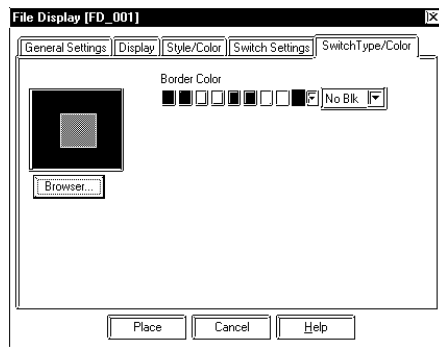 File Display [FD_001]
General Settings Display Style/Color Switch Settings SwitchType/Color
Border Color
No Blk
Browser...
Place Cancel Help